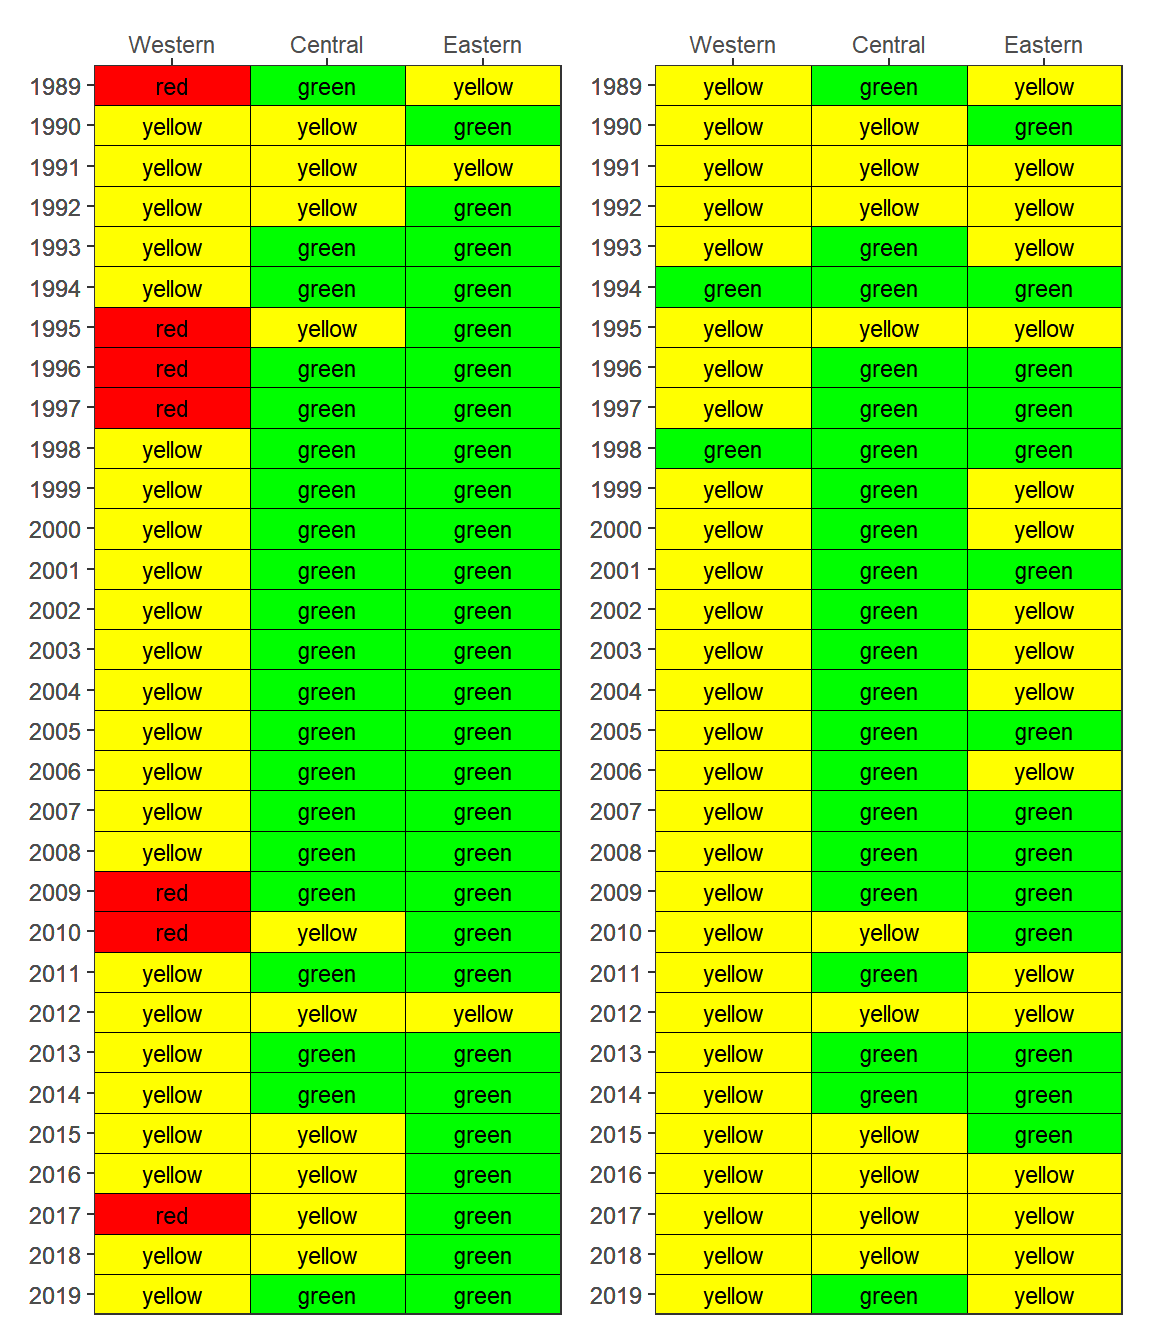 Western Central Eastern Western Central Eastern
1989 red green yellow 1989 yellow green yellow
1990 yellow yellow green 1990 yellow yellow green
1991 yellow yellow yellow 1991 yellow yellow yellow
1992 yellow yellow green 1992 yellow yellow yellow
1993 yellow green green 1993 yellow green yellow
1994 yellow green green 1994 green green green
1995 red yellow green 1995 yellow yellow yellow
1996 red green green 1996 yellow green green
1997 red green green 1997 yellow green green
1998 yellow green green 1998 green green green
1999 yellow green green 1999 yellow green yellow
2000 yellow green green 2000 yellow green yellow
2001 yellow green green 2001 yellow green green
2002 yellow green green 2002 yellow green yellow
2003 yellow green green 2003 yellow green yellow
2004 yellow green green 2004 yellow green yellow
2005 yellow green green 2005 yellow green green
2006 yellow green green 2006 yellow green yellow
2007 yellow green green 2007 yellow green green
2008 yellow green green 2008 yellow green green
2009 red green green 2009 yellow green green
2010 red yellow green 2010 yellow yellow green
2011 yellow green green 2011 yellow green yellow
2012 yellow yellow yellow 2012 yellow yellow yellow
2013 yellow green green 2013 yellow green green
2014 yellow green green 2014 yellow green green
2015 yellow yellow green 2015 yellow yellow green
2016 yellow yellow green 2016 yellow yellow yellow
2017 red yellow green 2017 yellow yellow yellow
2018 yellow yellow green 2018 yellow yellow yellow
2019 yellow green green 2019 yellow green yellow